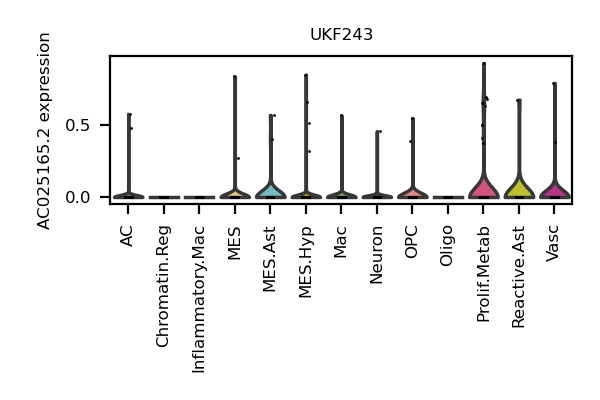 UKF243
AC025165.2 expression
0.5
0.0
AC
Chromatin.Reg
Inflammatory.Mac
MES
MES.Ast
MES.Hyp
Mac
Neuron
OPC
Oligo
Prolif.Metab
Reactive.Ast
Vasc